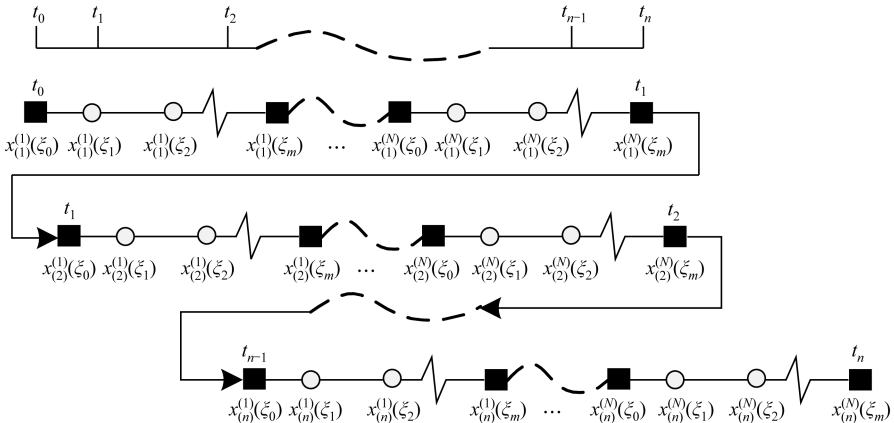 t₀ t₁ t₂ tₙ₋₁ tₙ
t₀ t₁
x₍₁₎⁽¹⁾(ξ₀) x₍₁₎⁽¹⁾(ξ₁) x₍₁₎⁽¹⁾(ξ₂) x₍₁₎⁽¹⁾(ξₘ) ... x₍₁₎⁽ᴺ⁾(ξ₀) x₍₁₎⁽ᴺ⁾(ξ₁) x₍₁₎⁽ᴺ⁾(ξ₂) x₍₁₎⁽ᴺ⁾(ξₘ)
t₁ t₂
x₍₂₎⁽¹⁾(ξ₀) x₍₂₎⁽¹⁾(ξ₁) x₍₂₎⁽¹⁾(ξ₂) x₍₂₎⁽¹⁾(ξₘ) ... x₍₂₎⁽ᴺ⁾(ξ₀) x₍₂₎⁽ᴺ⁾(ξ₁) x₍₂₎⁽ᴺ⁾(ξ₂) x₍₂₎⁽ᴺ⁾(ξₘ)
tₙ₋₁ tₙ
x₍ₙ₎⁽¹⁾(ξ₀) x₍ₙ₎⁽¹⁾(ξ₁) x₍ₙ₎⁽¹⁾(ξ₂) x₍ₙ₎⁽¹⁾(ξₘ) ... x₍ₙ₎⁽ᴺ⁾(ξ₀) x₍ₙ₎⁽ᴺ⁾(ξ₁) x₍ₙ₎⁽ᴺ⁾(ξ₂) x₍ₙ₎⁽ᴺ⁾(ξₘ)